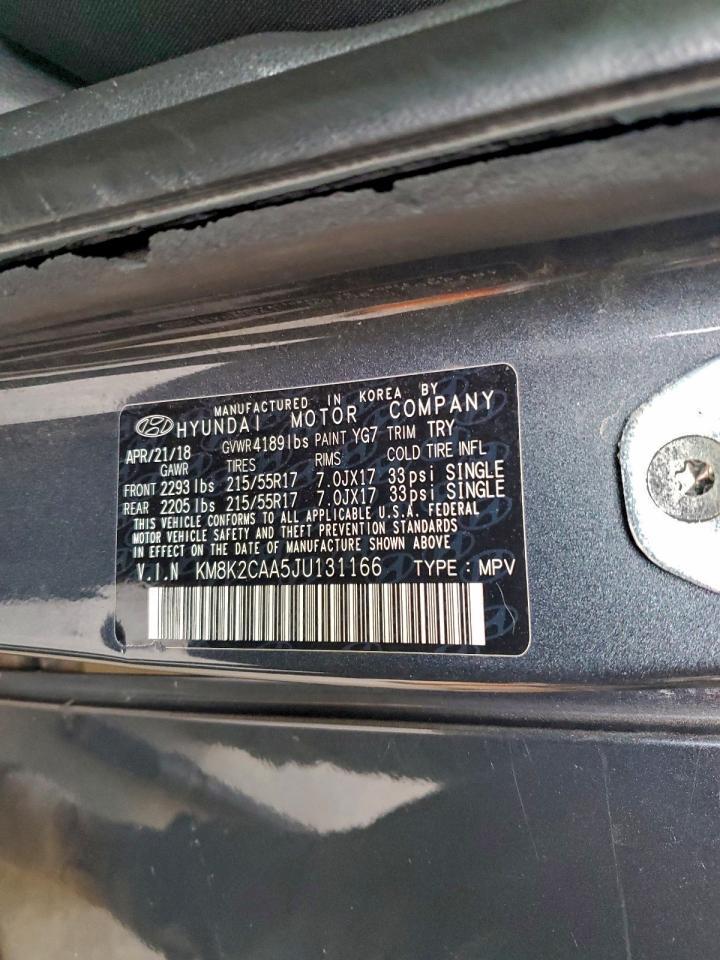 MANUFACTURED IN KOREA BY
HYUNDAI MOTOR COMPANY
APR/21/18 GVWR 4189lbs PAINT YG7 TRIM TRY
GAWR TIRES RIMS COLD TIRE INFL
FRONT 2293 lbs 215/55R17 7.0JX17 33psi SINGLE
REAR 2205 lbs 215/55R17 7.0JX17 33psi SINGLE
THIS VEHICLE CONFORMS TO ALL APPLICABLE U.S.A. FEDERAL
MOTOR VEHICLE SAFETY AND THEFT PREVENTION STANDARDS
IN EFFECT ON THE DATE OF MANUFACTURE SHOWN ABOVE
V.I.N KM8K2CAA5JU131166 TYPE : MPV